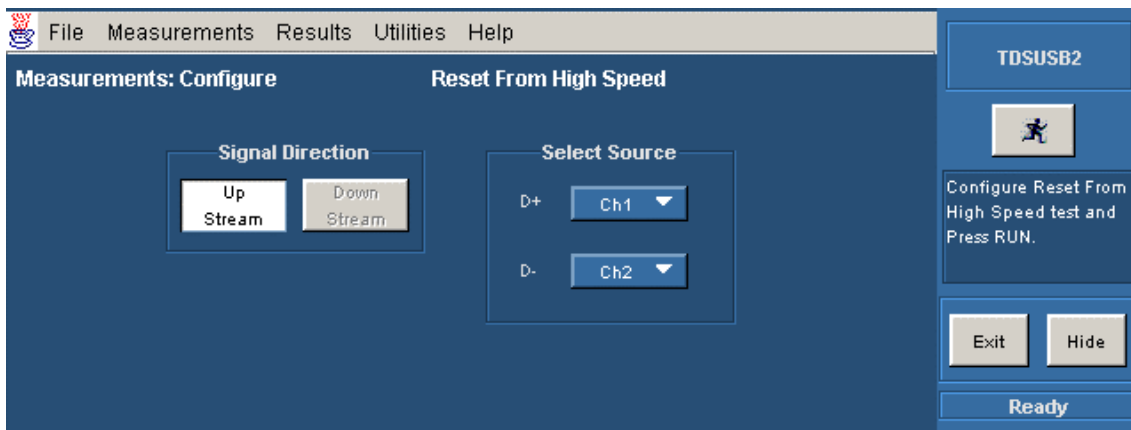 File Measurements Results Utilities Help
Measurements: Configure Reset From High Speed
Signal Direction
Up
Stream
Down
Stream
Select Source
D+ Ch1
D- Ch2
TDSUSB2
Configure Reset From
High Speed test and
Press RUN.
Exit Hide
Ready